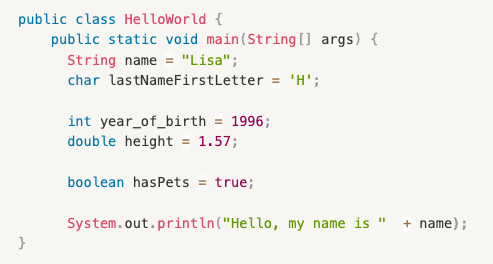 public class HelloWorld {
    public static void main(String[] args) {
      String name = "Lisa";
      char lastNameFirstLetter = 'H';

      int year_of_birth = 1996;
      double height = 1.57;

      boolean hasPets = true;

      System.out.println("Hello, my name is "  + name);
}